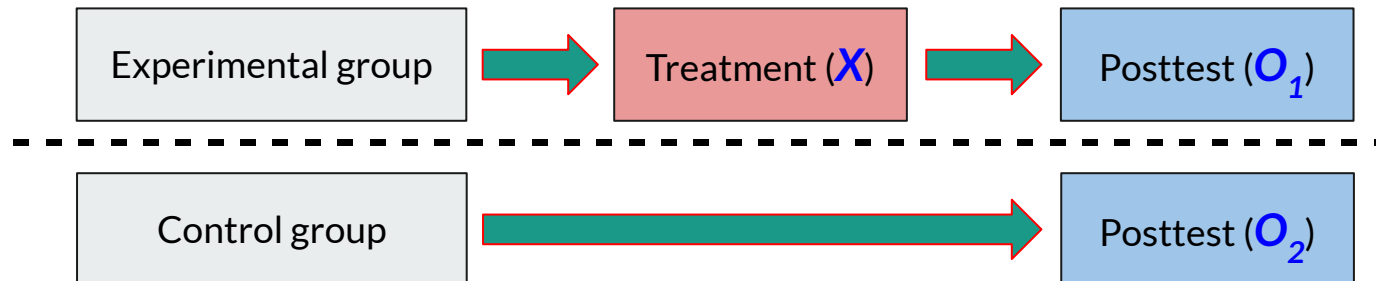 Experimental group
Treatment (X)
Posttest (O1)
Control group
Posttest (O2)